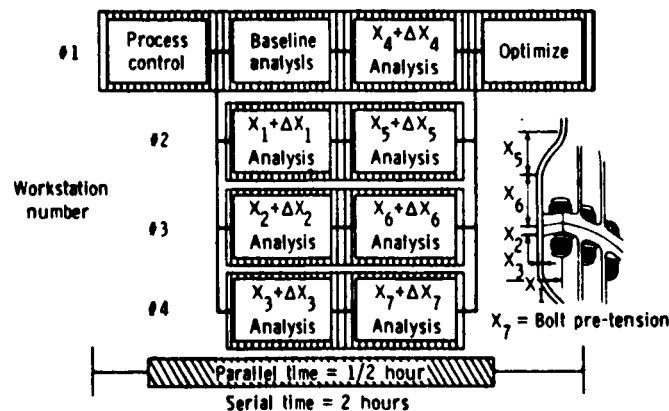 #1
Process control
Baseline analysis
X4+ΔX4 Analysis
Optimize
#2
X1+ΔX1 Analysis
X5+ΔX5 Analysis
Workstation number
#3
X2+ΔX2 Analysis
X6+ΔX6 Analysis
#4
X3+ΔX3 Analysis
X7+ΔX7 Analysis
X5
X6
X2
X3
X
X7 = Bolt pre-tension
Parallel time = 1/2 hour
Serial time = 2 hours